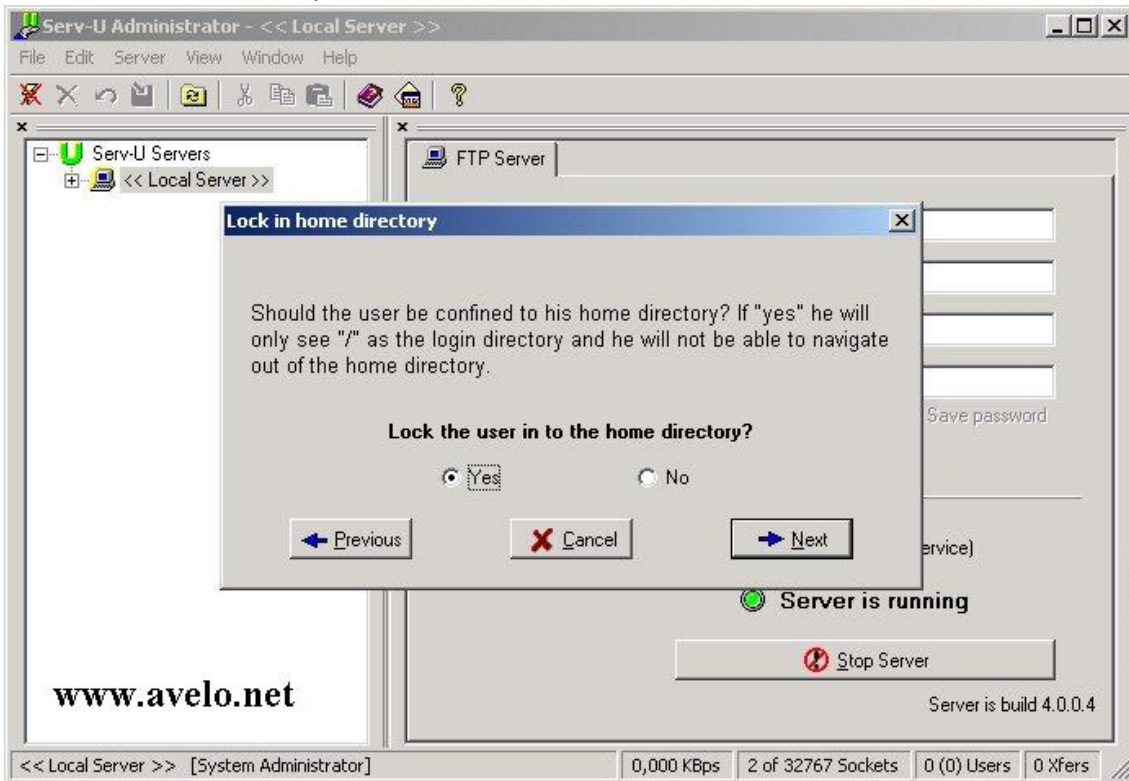 Serv-U Administrator - << Local Server >>
File Edit Server View Window Help
Serv-U Servers
<< Local Server >>
FTP Server
Lock in home directory
Should the user be confined to his home directory? If "yes" he will
only see "/" as the login directory and he will not be able to navigate
out of the home directory.
Save password
Lock the user in to the home directory?
Yes No
Previous Cancel Next
ervice)
Server is running
Stop Server
www.avelo.net
Server is build 4.0.0.4
<< Local Server >> [System Administrator] 0,000 KBps 2 of 32767 Sockets 0 (0) Users 0 Xfers